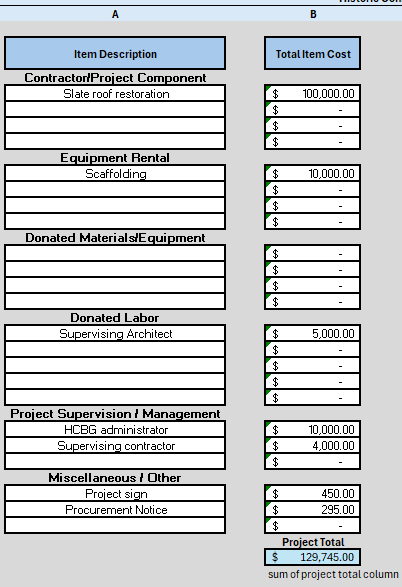 A B
Item Description Total Item Cost
Contractor/Project Component
Slate roof restoration $ 100,000.00
$ -
$ -
$ -
Equipment Rental
Scaffolding $ 10,000.00
$ -
$ -
$ -
Donated Materials/Equipment
$ -
$ -
$ -
$ -
Donated Labor
Supervising Architect $ 5,000.00
$ -
$ -
$ -
$ -
Project Supervision / Management
HCBG administrator $ 10,000.00
Supervising contractor $ 4,000.00
$ -
Miscellaneous / Other
Project sign $ 450.00
Procurement Notice $ 295.00
$ -
Project Total
$ 129,745.00
sum of project total column